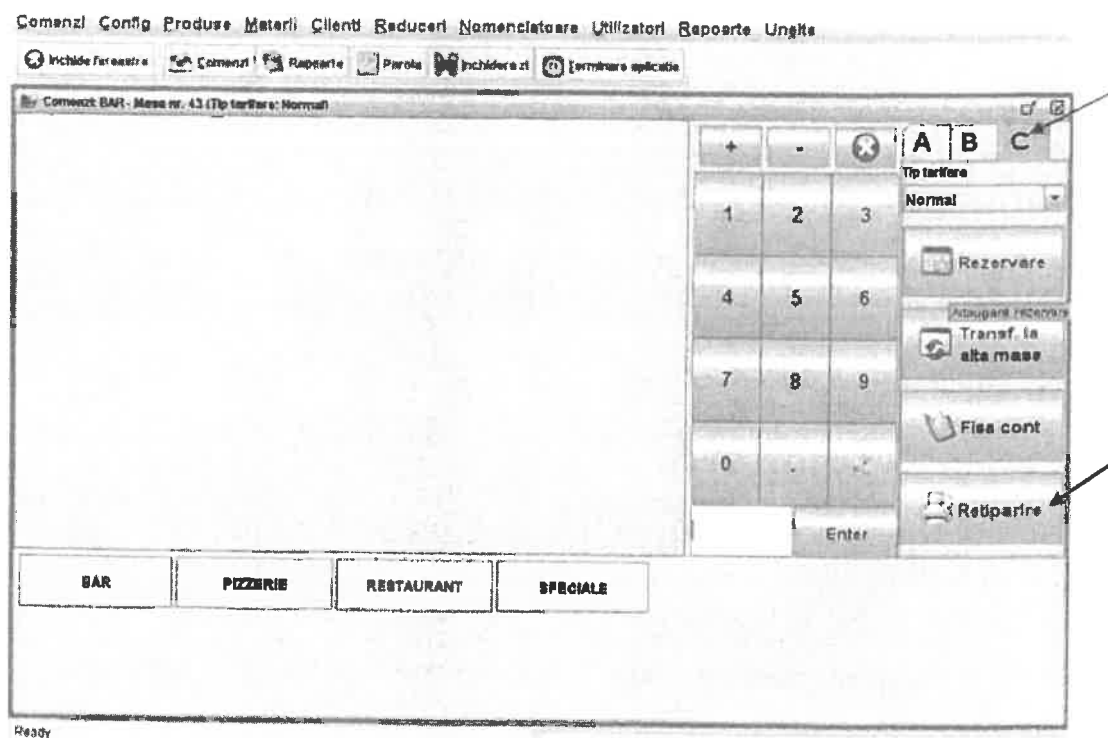 Comenzi Config Produse Materii Clienti Reduceri Nomenclatoare Utilizatori Rapoarte Unelte
Inchide fereastra Comenzi Rapoarte Parola Inchidere zi Terminare aplicatie
Comenzi: BAR - Masa nr. 43 (Tip tarifare: Normal)
+ - A B C
Tip tarifare
Normal
1 2 3
Rezervare
4 5 6
Adaugare rezervare
Transf. la
alta masa
7 8 9
Fisa cont
0 .
Retiparire
Enter
BAR PIZZERIE RESTAURANT SPECIALE
Ready